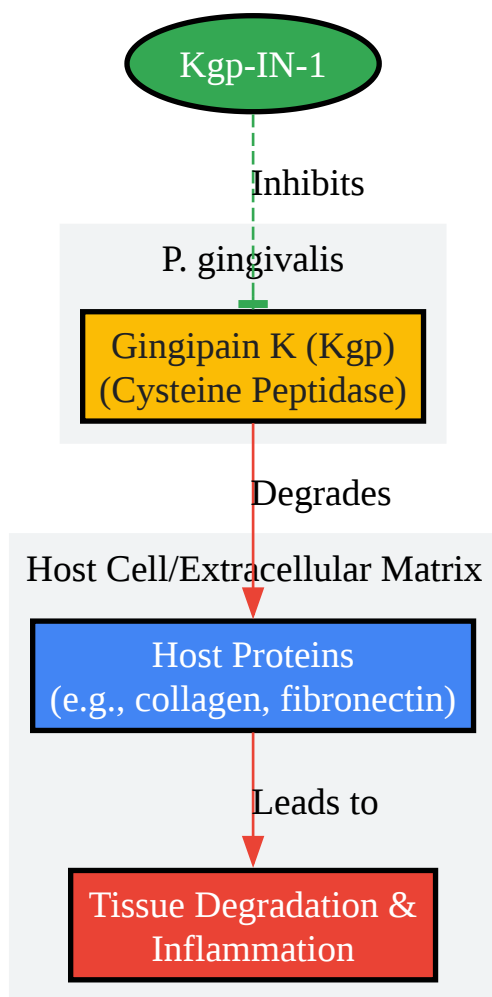 Kgp-IN-1
Inhibits
P. gingivalis
Gingipain K (Kgp)
(Cysteine Peptidase)
Degrades
Host Cell/Extracellular Matrix
Host Proteins
(e.g., collagen, fibronectin)
Leads to
Tissue Degradation &
Inflammation